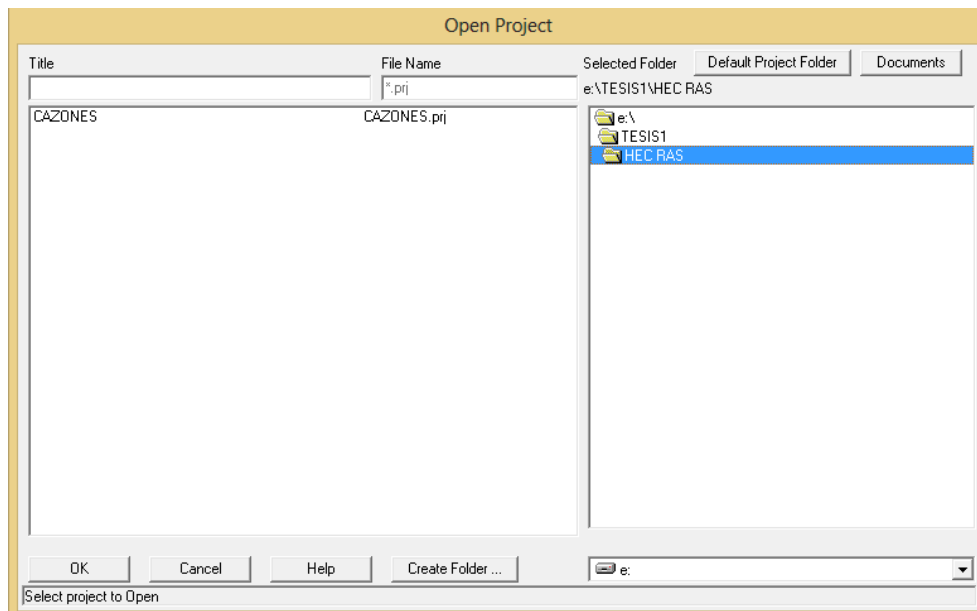 Open Project
Title File Name Selected Folder Default Project Folder Documents
*.prj e:\TESIS1\HEC RAS
CAZONES CAZONES.prj e:\
TESIS1
HEC RAS
OK Cancel Help Create Folder ... e:
Select project to Open